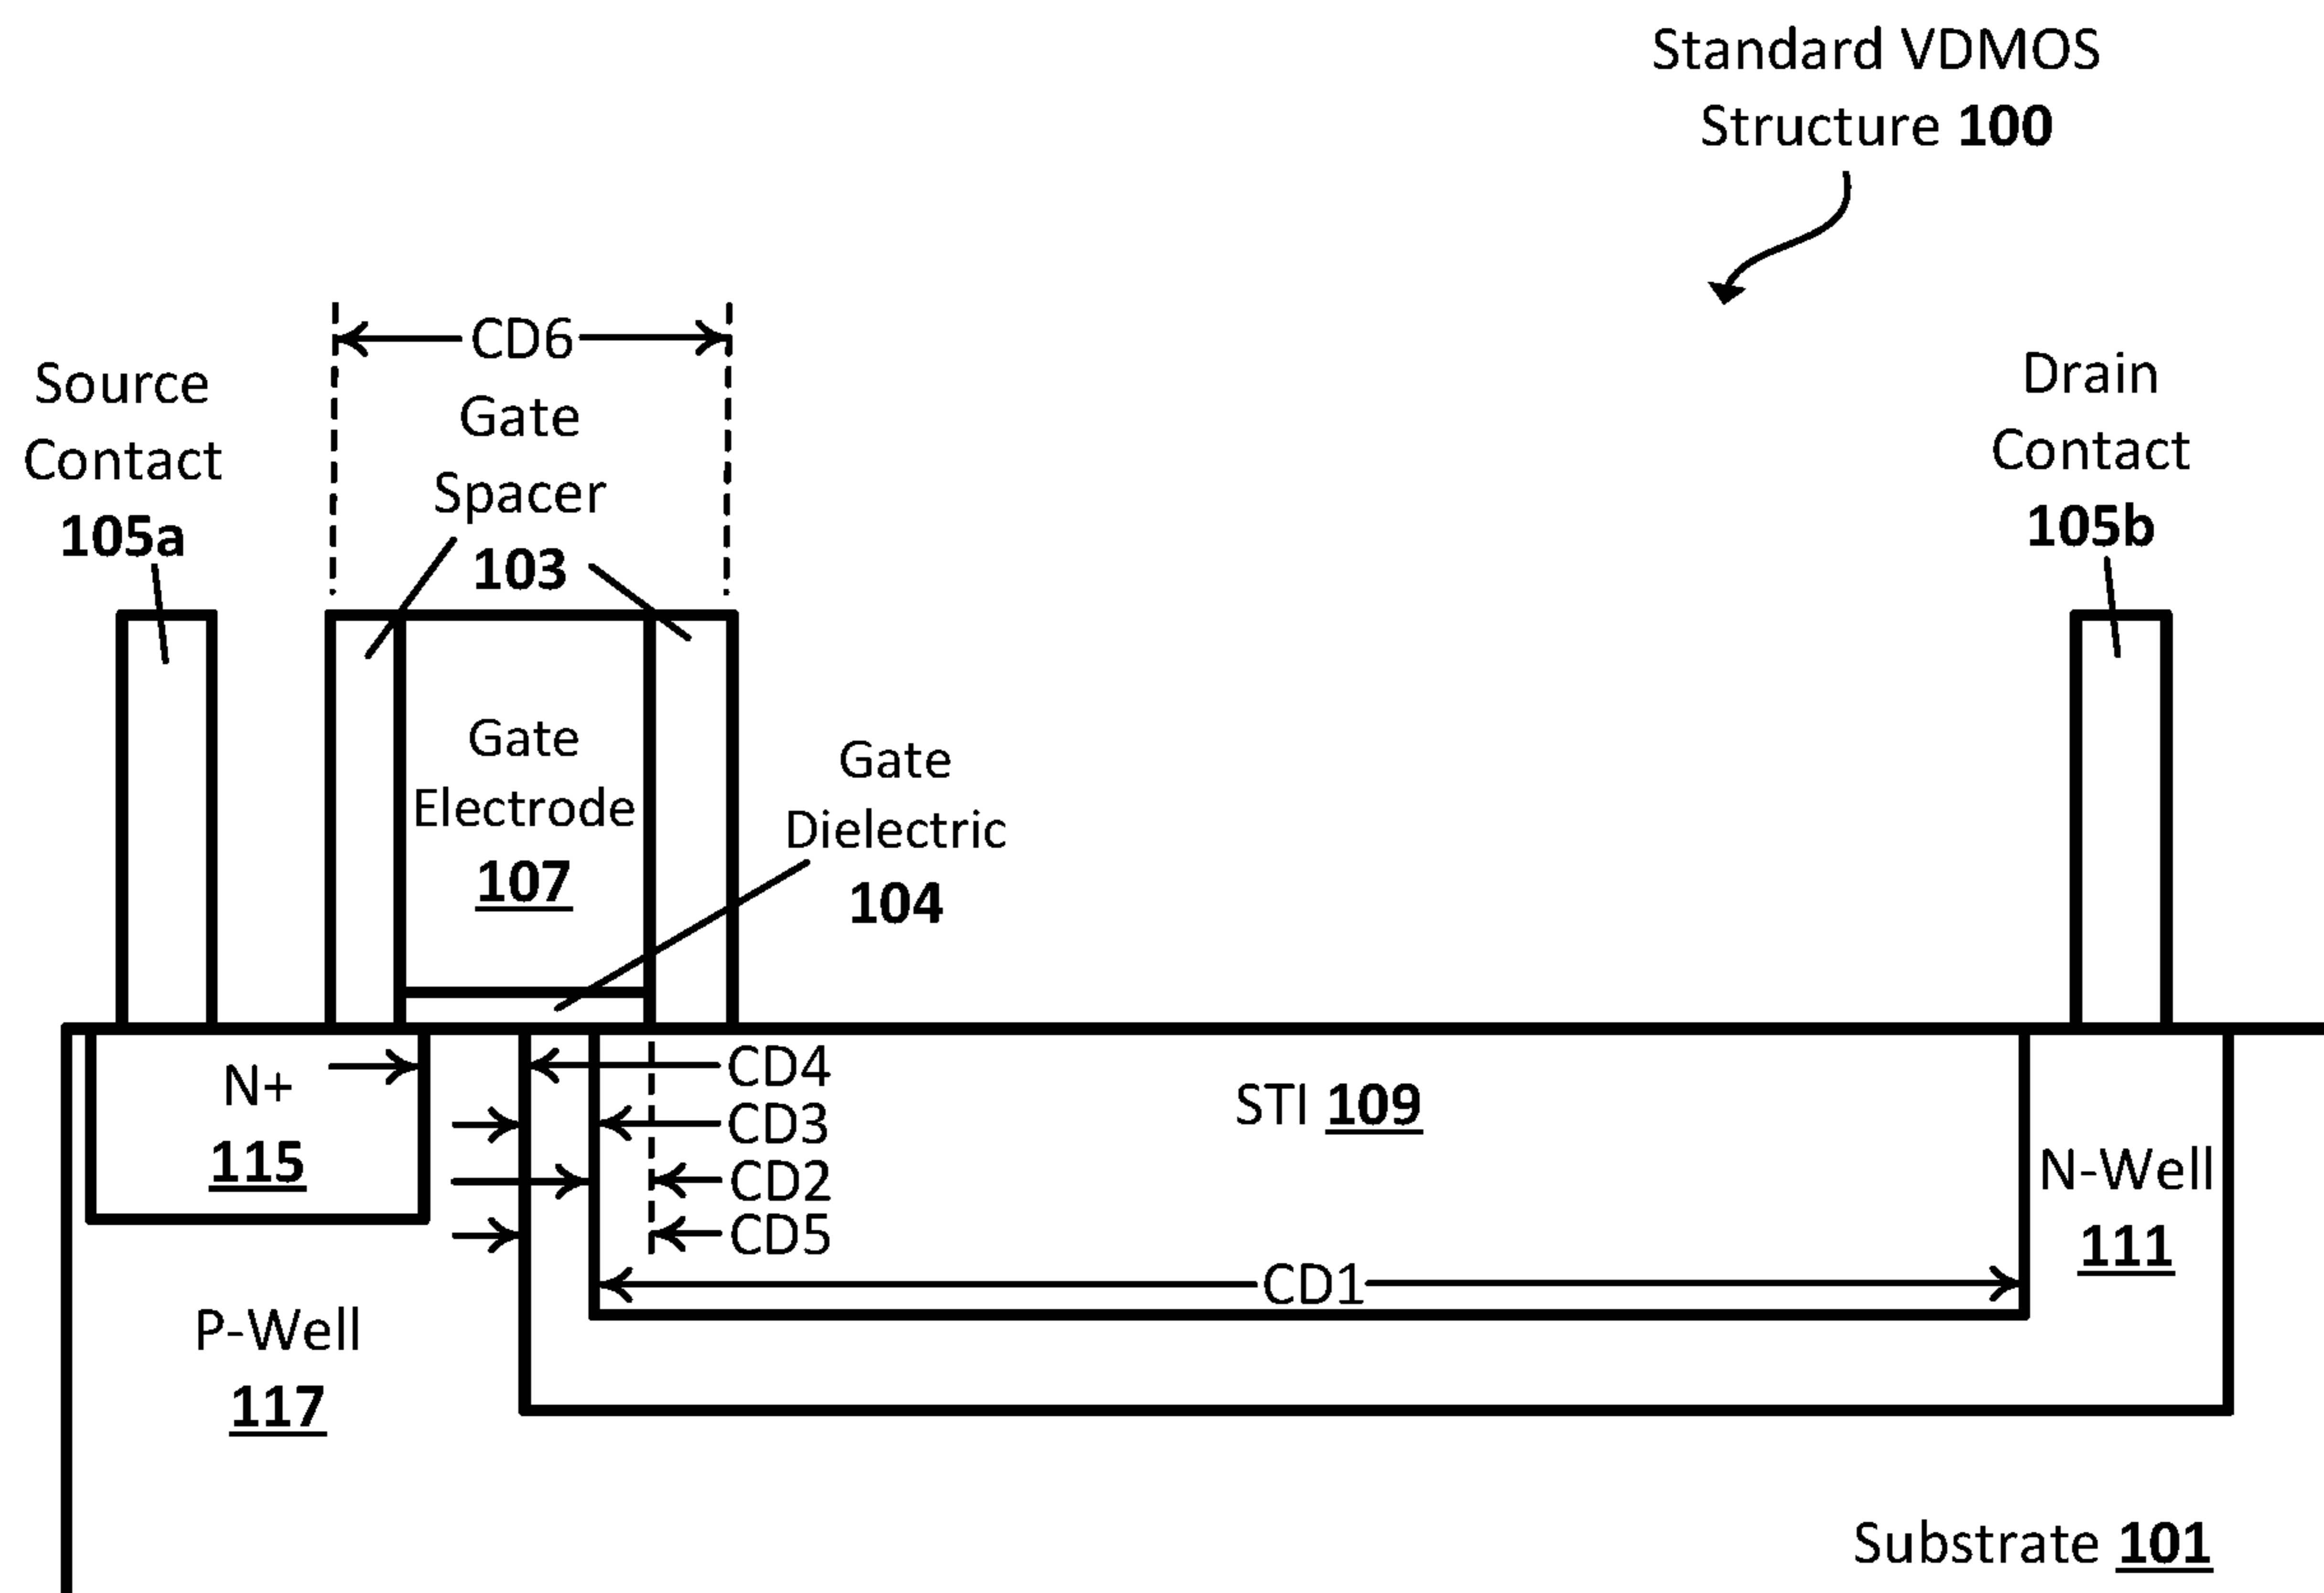 Standard VDMOS
Structure 100
CD6
Source
Contact
105a
Gate
Spacer
103
Drain
Contact
105b
Gate
Electrode
107
Gate
Dielectric
104
N+
115
CD4
CD3
CD2
CD5
STI 109
CD1
N-Well
111
P-Well
117
Substrate 101